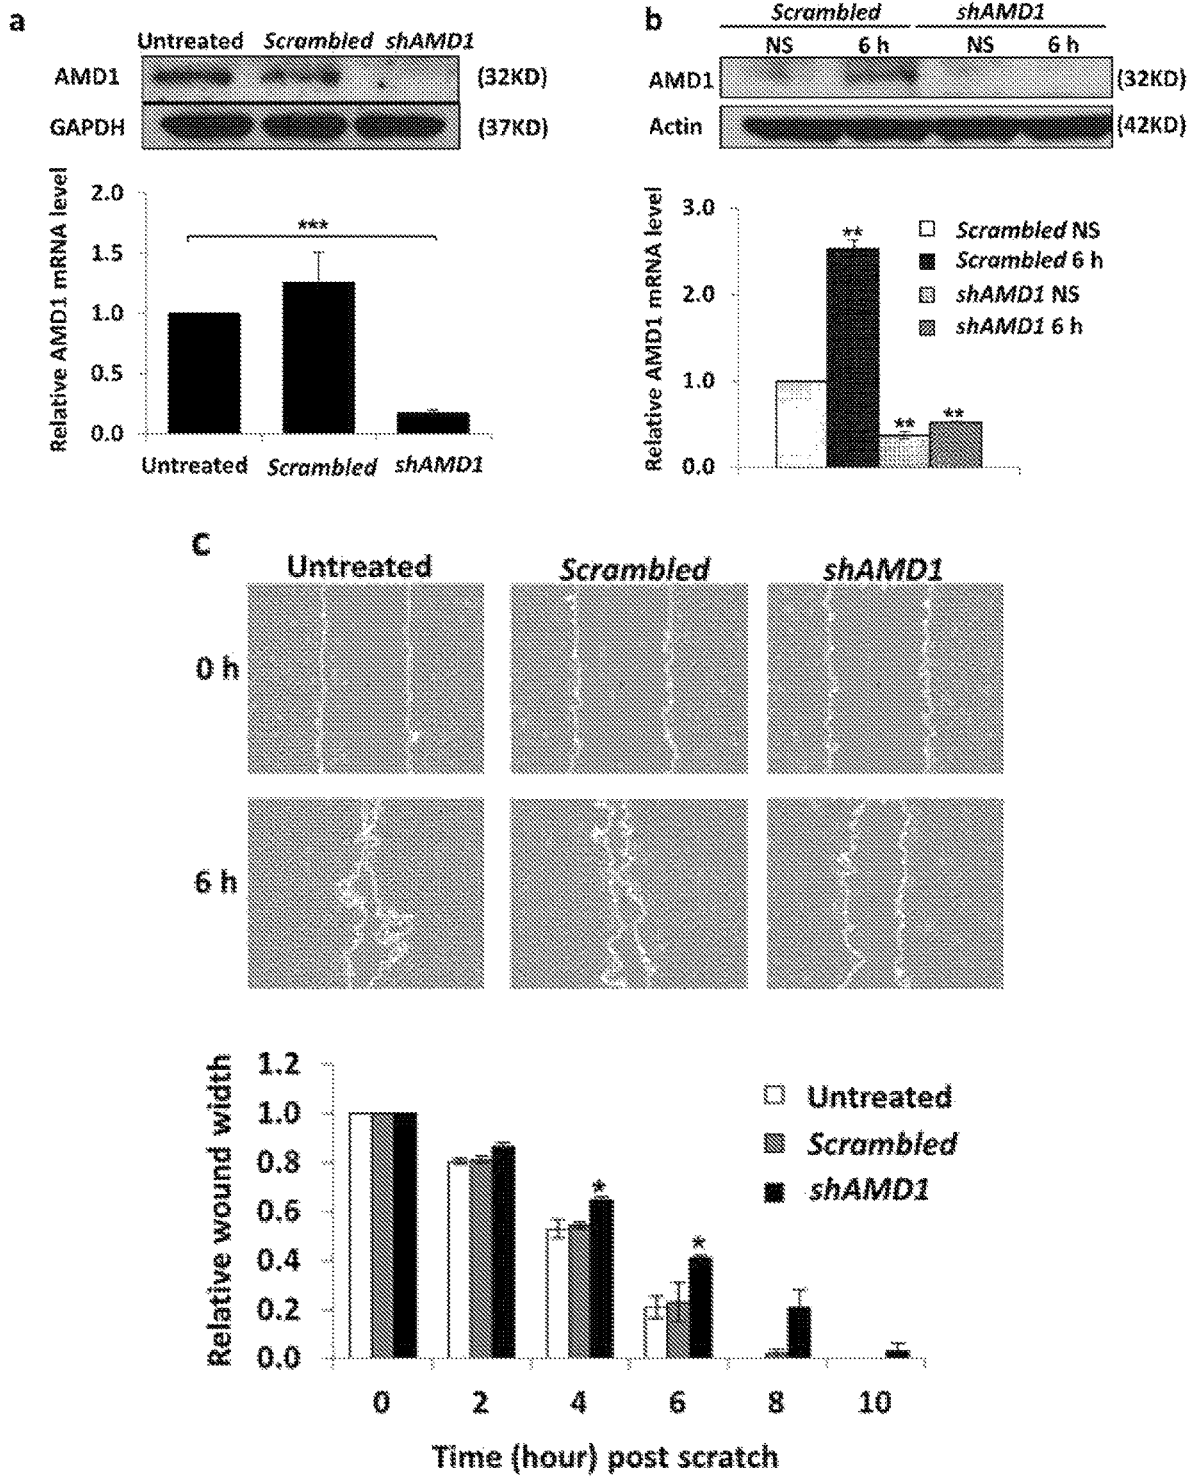 a
Untreated Scrambled shAMD1
AMD1 (32KD)
GAPDH (37KD)
Relative AMD1 mRNA level
2.0
1.5
1.0
0.5
0.0
***
Untreated Scrambled shAMD1
b
Scrambled shAMD1
NS 6 h NS 6 h
AMD1 (32KD)
Actin (42KD)
Relative AMD1 mRNA level
3.0
2.0
1.0
0.0
**
**
**
Scrambled NS
Scrambled 6 h
shAMD1 NS
shAMD1 6 h
c
Untreated Scrambled shAMD1
0 h
6 h
Relative wound width
1.2
1.0
0.8
0.6
0.4
0.2
0.0
*
*
Untreated
Scrambled
shAMD1
0 2 4 6 8 10
Time (hour) post scratch